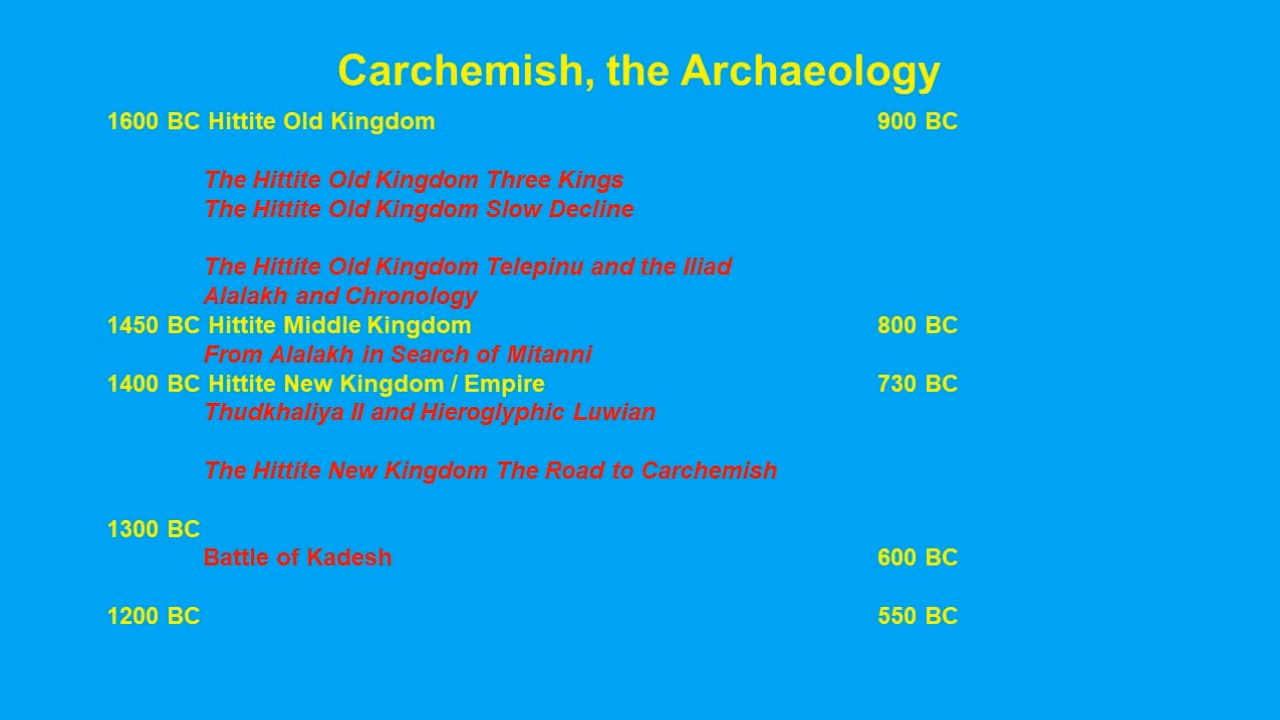 Carchemish, the Archaeology
1600 BC Hittite Old Kingdom 900 BC
The Hittite Old Kingdom Three Kings
The Hittite Old Kingdom Slow Decline
The Hittite Old Kingdom Telepinu and the Iliad
Alalakh and Chronology
1450 BC Hittite Middle Kingdom 800 BC
From Alalakh in Search of Mitanni
1400 BC Hittite New Kingdom / Empire 730 BC
Thudkhaliya II and Hieroglyphic Luwian
The Hittite New Kingdom The Road to Carchemish
1300 BC
Battle of Kadesh 600 BC
1200 BC 550 BC